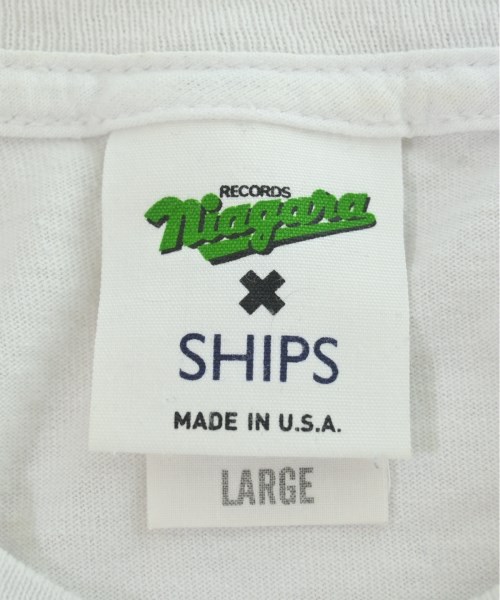 RECORDS
Niagara
×
SHIPS
MADE IN U.S.A.
LARGE